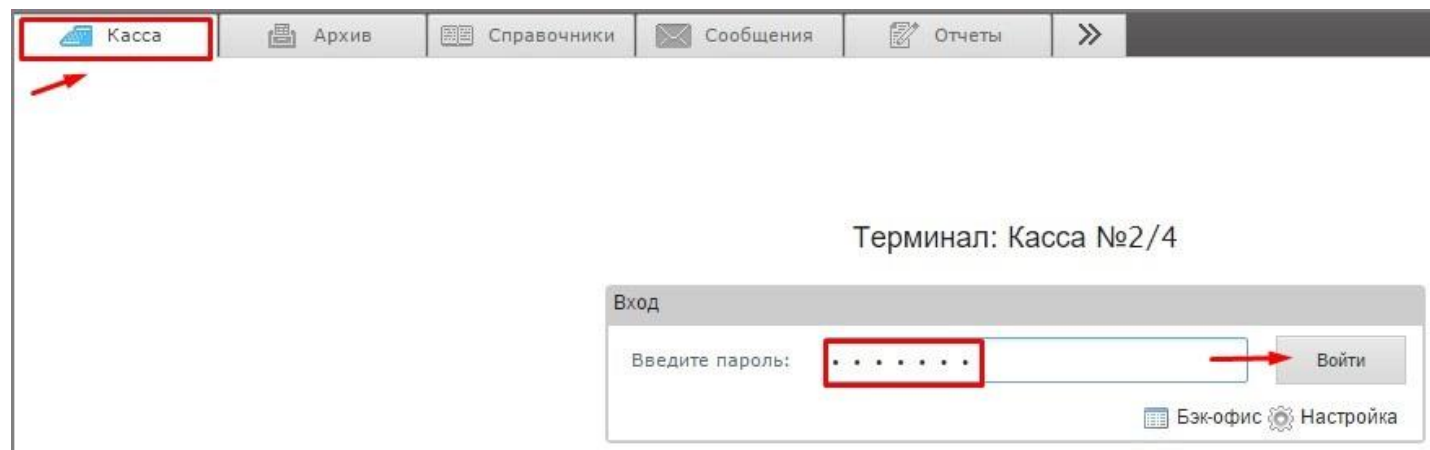 Касса Архив Справочники Сообщения Отчеты
Терминал: Касса №2/4
Вход
Введите пароль: ······· Войти
Бэк-офис Настройка